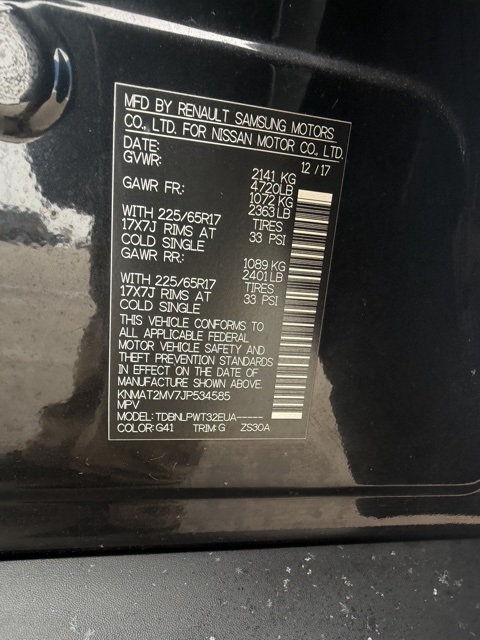 MFD BY RENAULT SAMSUNG MOTORS
CO., LTD. FOR NISSAN MOTOR CO., LTD.
DATE: 12/17
GVWR: 2141 KG
4720LB
GAWR FR: 1072 KG
2363 LB
WITH 225/65R17 TIRES
17X7J RIMS AT 33 PSI
COLD SINGLE
GAWR RR: 1089 KG
2401 LB
WITH 225/65R17 TIRES
17X7J RIMS AT 33 PSI
COLD SINGLE
THIS VEHICLE CONFORMS TO
ALL APPLICABLE FEDERAL
MOTOR VEHICLE SAFETY AND
THEFT PREVENTION STANDARDS
IN EFFECT ON THE DATE OF
MANUFACTURE SHOWN ABOVE.
KNMAT2MV7JP534585
MPV
MODEL: TDBNLPWT32EUA-----
COLOR: G41 TRIM: G ZS30A